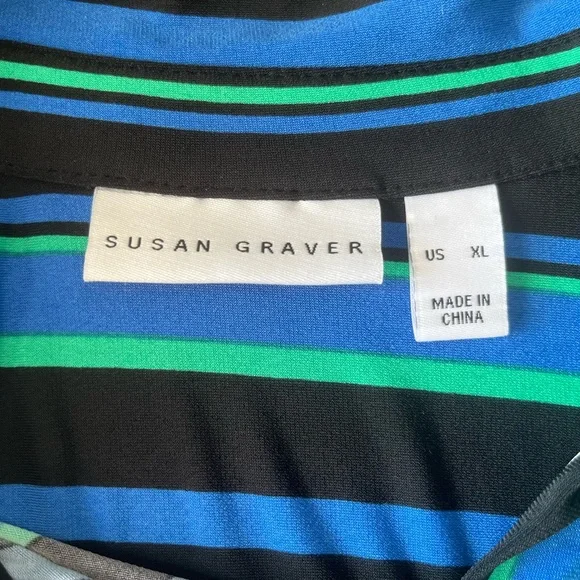 SUSAN GRAVER
US XL
MADE IN
CHINA